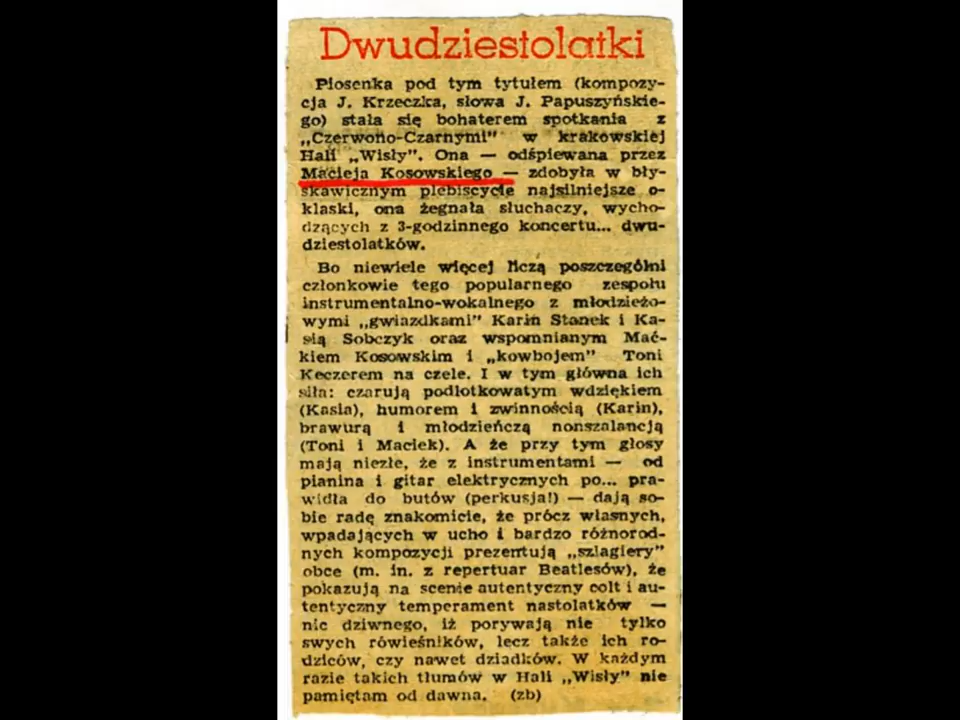 Dwudziestolatki
Piosenka pod tym tytułem (kompozy-
cja J. Krzeczka, słowa J. Papuszyńskie-
go) stała się bohaterem spotkania z
„Czerwono-Czarnymi" w krakowskiej
Hali „Wisły". Ona — odśpiewana przez
Macieja Kosowskiego — zdobyła w bły-
skawicznym plebiscycie najsilniejsze o-
klaski, ona żegnała słuchaczy, wycho-
dzących z 3-godzinnego koncertu... dwu-
dziestolatków.
Bo niewiele więcej liczą poszczególni
członkowie tego popularnego zespołu
instrumentalno-wokalnego z młodzieżo-
wymi „gwiazdkami" Karin Stanek i Ka-
sią Sobczyk oraz wspomnianym Mać-
kiem Kosowskim i „kowbojem" Toni
Keczerem na czele. I w tym główna ich
siła: czarują podlotkowatym wdziękiem
(Kasia), humorem i zwinnością (Karin),
brawurą i młodzieńczą nonszalancją
(Toni i Maciek). A że przy tym głosy
mają niezłe, że z instrumentami — od
pianina i gitar elektrycznych po... pra-
widła do butów (perkusja!) — dają so-
bie radę znakomicie, że prócz własnych,
wpadających w ucho i bardzo różnorod-
nych kompozycji prezentują „szlagiery"
obce (m. in. z repertuar Beatlesów), że
pokazują na scenie autentyczny colt i au-
tentyczny temperament nastolatków —
nic dziwnego, iż porywają nie tylko
swych rówieśników, lecz także ich ro-
dziców, czy nawet dziadków. W każdym
razie takich tłumów w Hali „Wisły" nie
pamiętam od dawna. (zb)